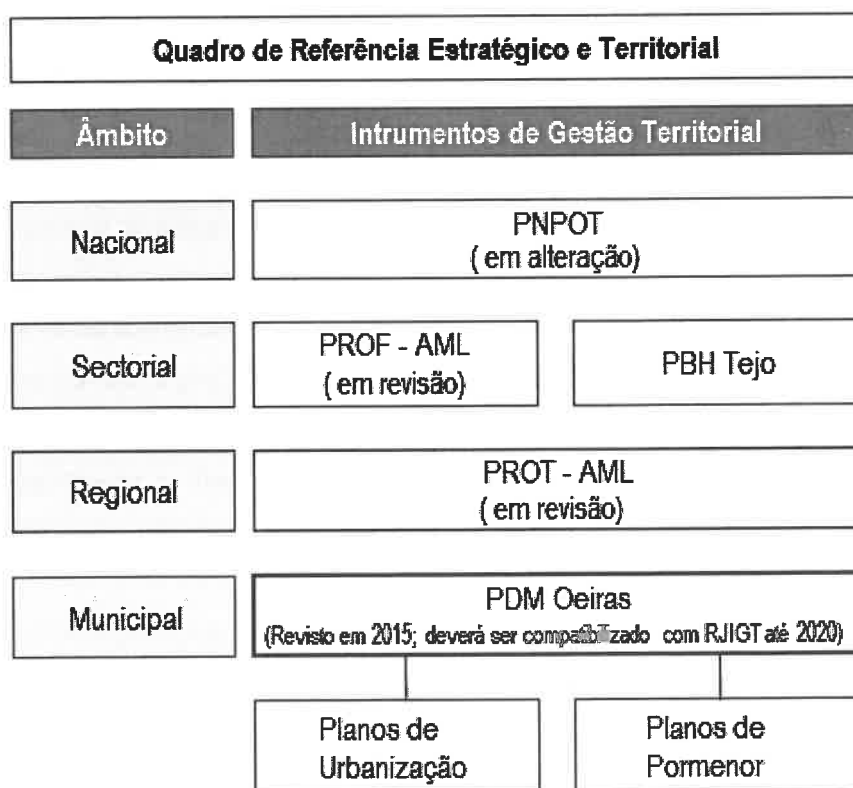 Quadro de Referência Estratégico e Territorial
Âmbito
Intrumentos de Gestão Territorial
Nacional
PNPOT
( em alteração)
Sectorial
PROF - AML
( em revisão)
PBH Tejo
Regional
PROT - AML
( em revisão)
Municipal
PDM Oeiras
(Revisto em 2015; deverá ser compatibilizado com RJIGT até 2020)
Planos de
Urbanização
Planos de
Pormenor